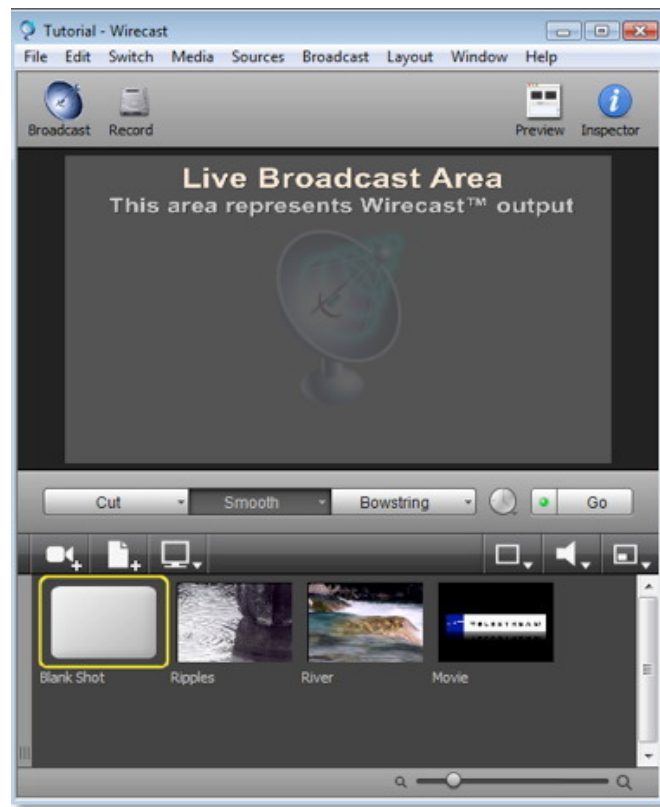 Tutorial - Wirecast
File Edit Switch Media Sources Broadcast Layout Window Help
Broadcast Record Preview Inspector
Live Broadcast Area
This area represents Wirecast™ output
Cut Smooth Bowstring Go
TELESTREAM
Blank Shot Ripples River Movie